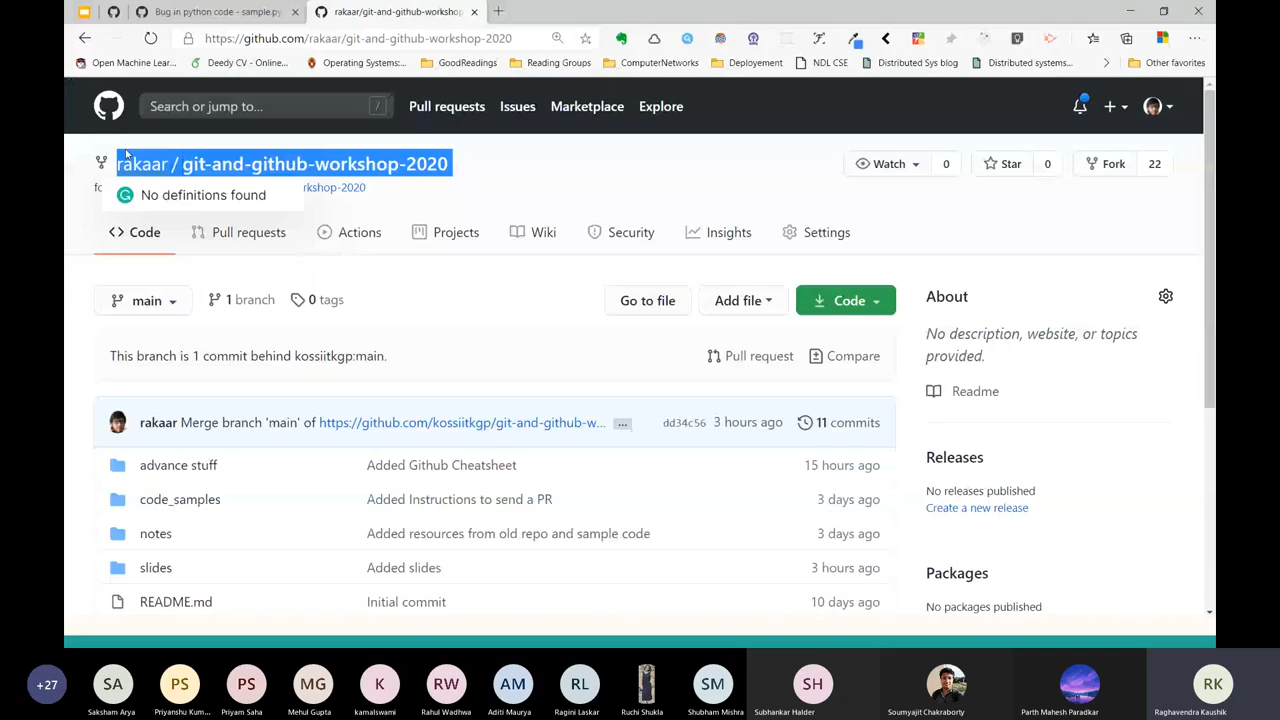 Bug in python code - sample.py
rakaar/git-and-github-workshop
https://github.com/rakaar/git-and-github-workshop-2020
Open Machine Lear...
Deedy CV - Online...
Operating Systems:...
GoodReadings
Reading Groups
ComputerNetworks
Deployement
NDL CSE
Distributed Sys blog
Distributed systems...
Other favorites
Search or jump to...
/
Pull requests
Issues
Marketplace
Explore
rakaar / git-and-github-workshop-2020
Watch
0
Star
0
Fork
22
fo
rkshop-2020
No definitions found
Code
Pull requests
Actions
Projects
Wiki
Security
Insights
Settings
main
1 branch
0 tags
Go to file
Add file
Code
About
No description, website, or topics
provided.
Readme
This branch is 1 commit behind kossiitkgp:main.
Pull request
Compare
rakaar Merge branch 'main' of https://github.com/kossiitkgp/git-and-github-w...
...
dd34c56 3 hours ago
11 commits
advance stuff
Added Github Cheatsheet
15 hours ago
Releases
No releases published
Create a new release
code_samples
Added Instructions to send a PR
3 days ago
notes
Added resources from old repo and sample code
3 days ago
slides
Added slides
3 hours ago
Packages
No packages published
README.md
Initial commit
10 days ago
+27
SA
PS
PS
MG
K
RW
AM
RL
SM
SH
RK
Saksham Arya
Priyanshu Kum...
Priyam Saha
Mehul Gupta
kamalswami
Rahul Wadhwa
Aditi Maurya
Ragini Laskar
Ruchi Shukla
Shubham Mishra
Subhankar Halder
Soumyajit Chakraborty
Parth Mahesh Paradkar
Raghavendra Kaushik